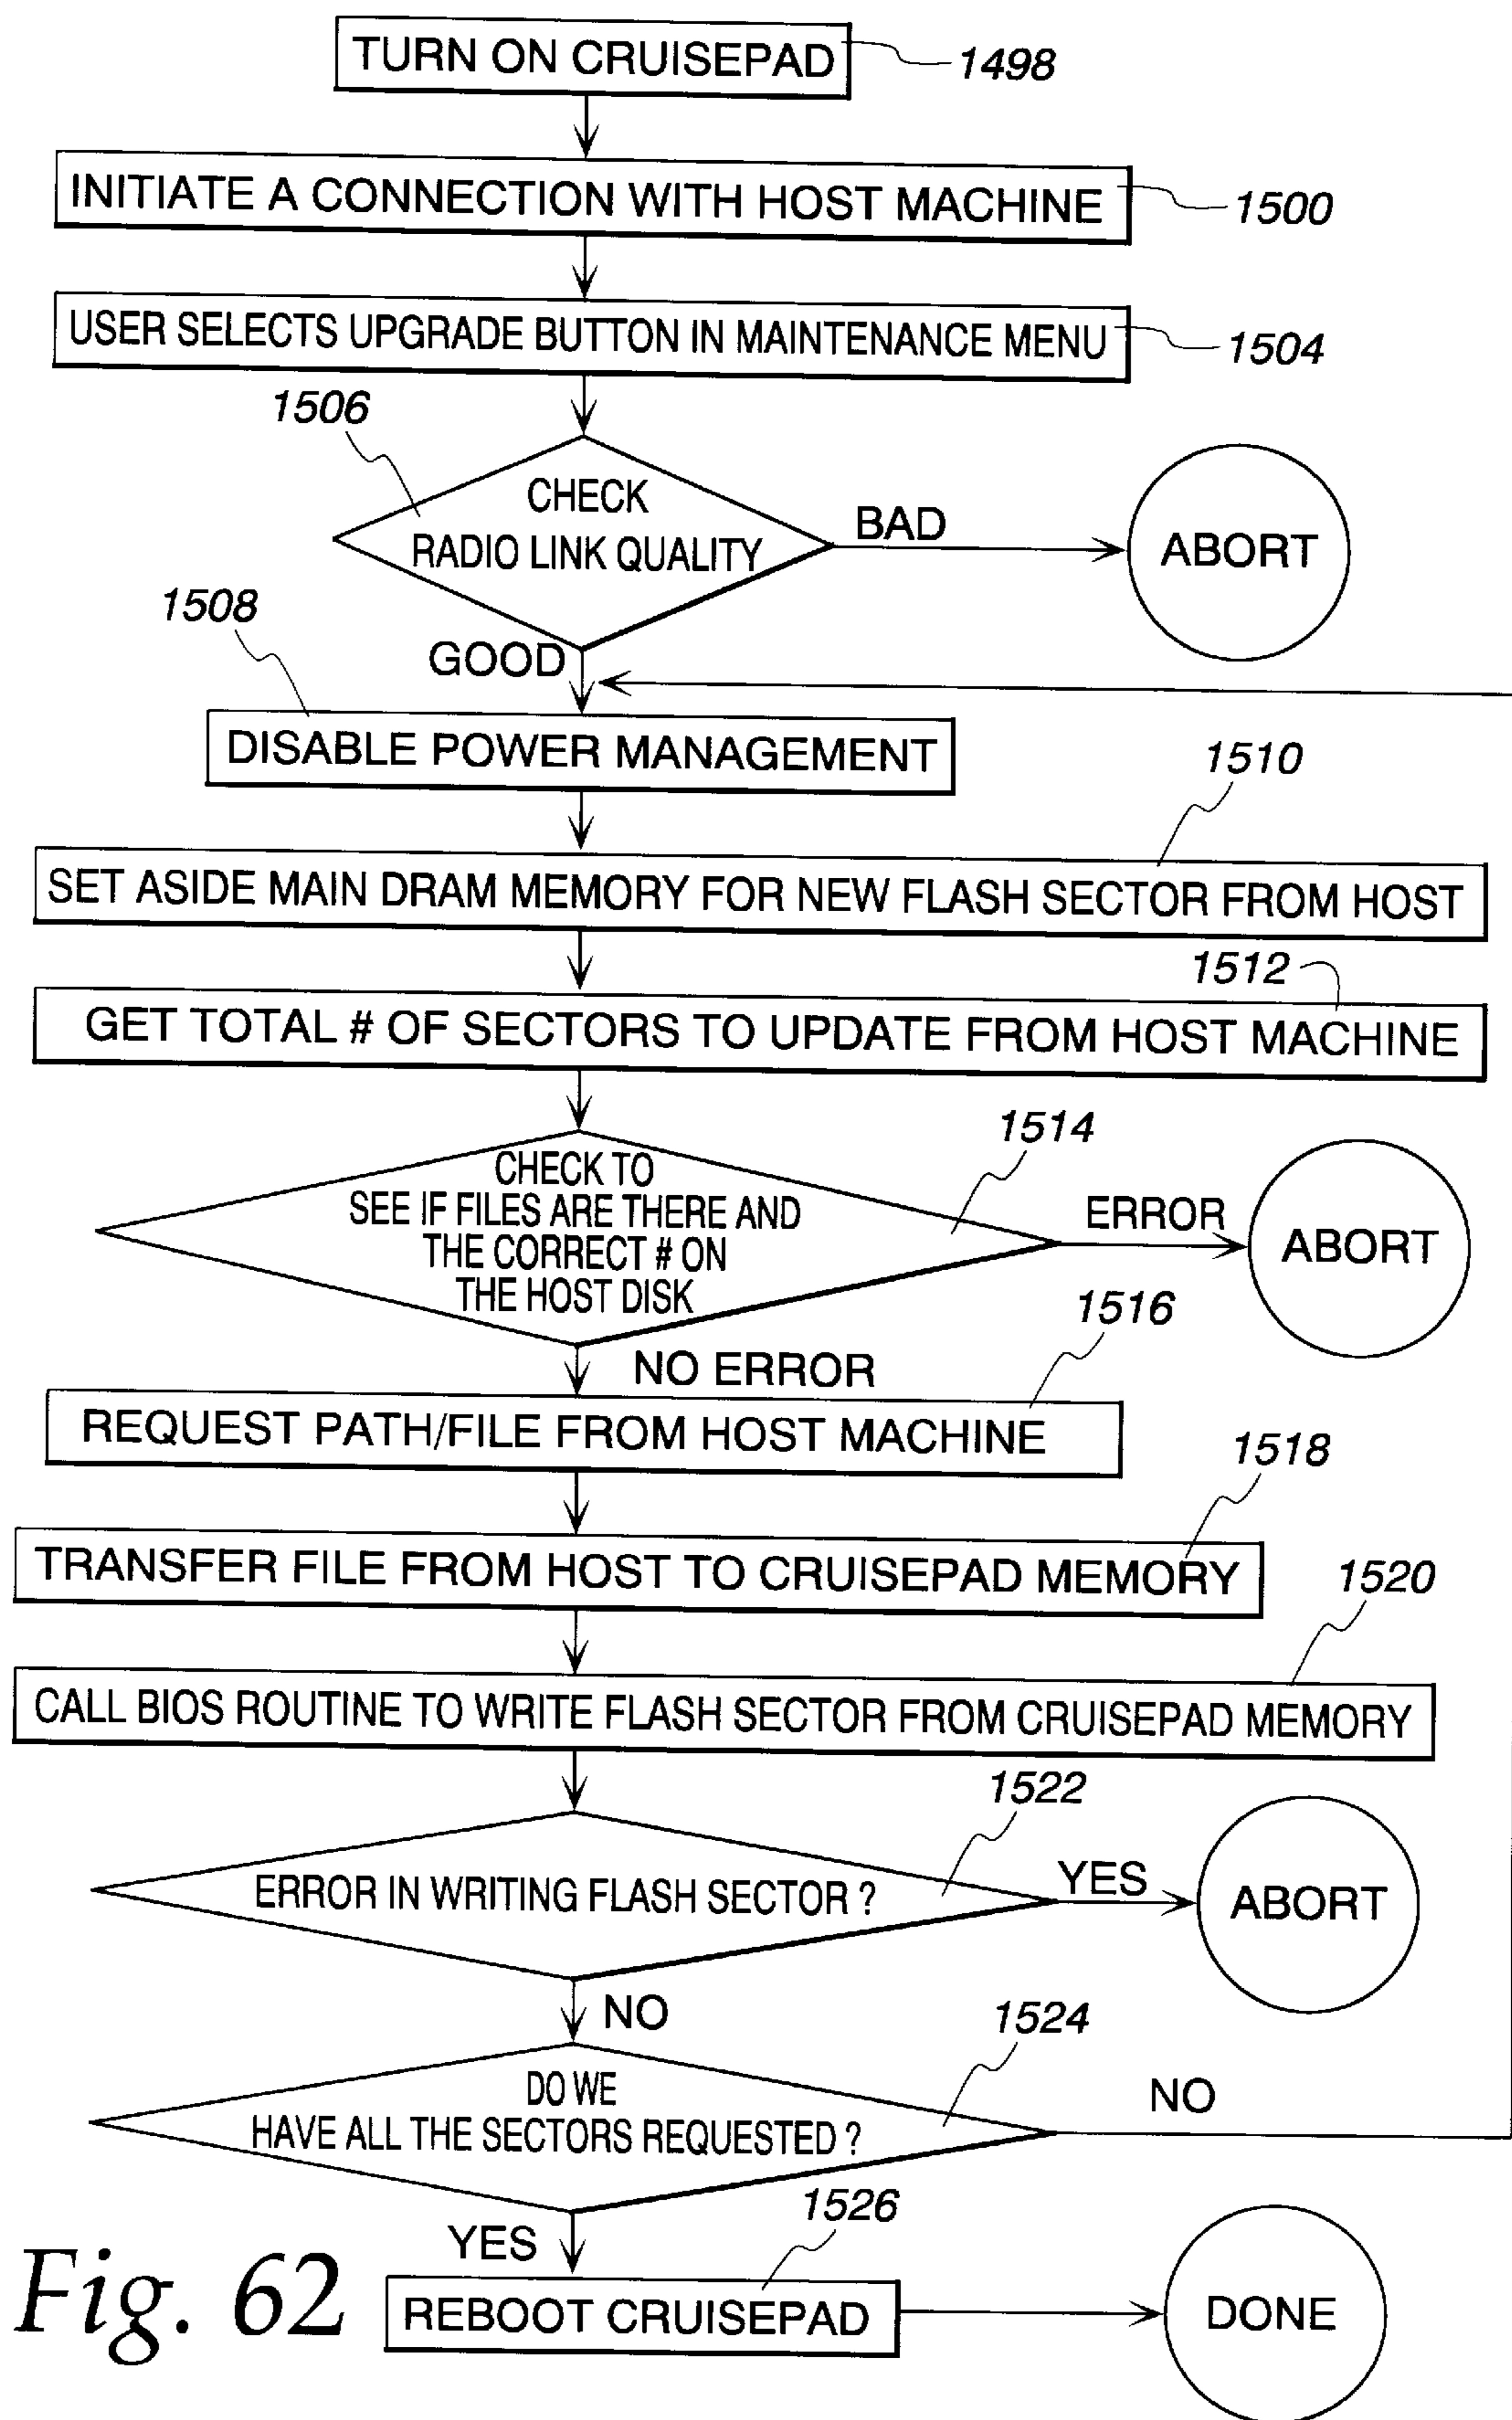 TURN ON CRUISEPAD
1498
INITIATE A CONNECTION WITH HOST MACHINE
1500
USER SELECTS UPGRADE BUTTON IN MAINTENANCE MENU
1504
1506
CHECK
RADIO LINK QUALITY
BAD
ABORT
1508
GOOD
DISABLE POWER MANAGEMENT
1510
SET ASIDE MAIN DRAM MEMORY FOR NEW FLASH SECTOR FROM HOST
1512
GET TOTAL # OF SECTORS TO UPDATE FROM HOST MACHINE
1514
CHECK TO
SEE IF FILES ARE THERE AND
THE CORRECT # ON
THE HOST DISK
ERROR
ABORT
1516
NO ERROR
REQUEST PATH/FILE FROM HOST MACHINE
1518
TRANSFER FILE FROM HOST TO CRUISEPAD MEMORY
1520
CALL BIOS ROUTINE TO WRITE FLASH SECTOR FROM CRUISEPAD MEMORY
1522
ERROR IN WRITING FLASH SECTOR ?
YES
ABORT
NO
1524
DO WE
HAVE ALL THE SECTORS REQUESTED ?
NO
YES
1526
REBOOT CRUISEPAD
DONE
Fig. 62